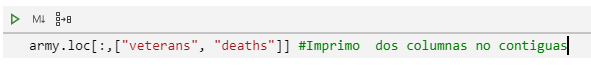 M↓
army.loc[:,["veterans", "deaths"]] #Imprimo  dos columnas no contiguas